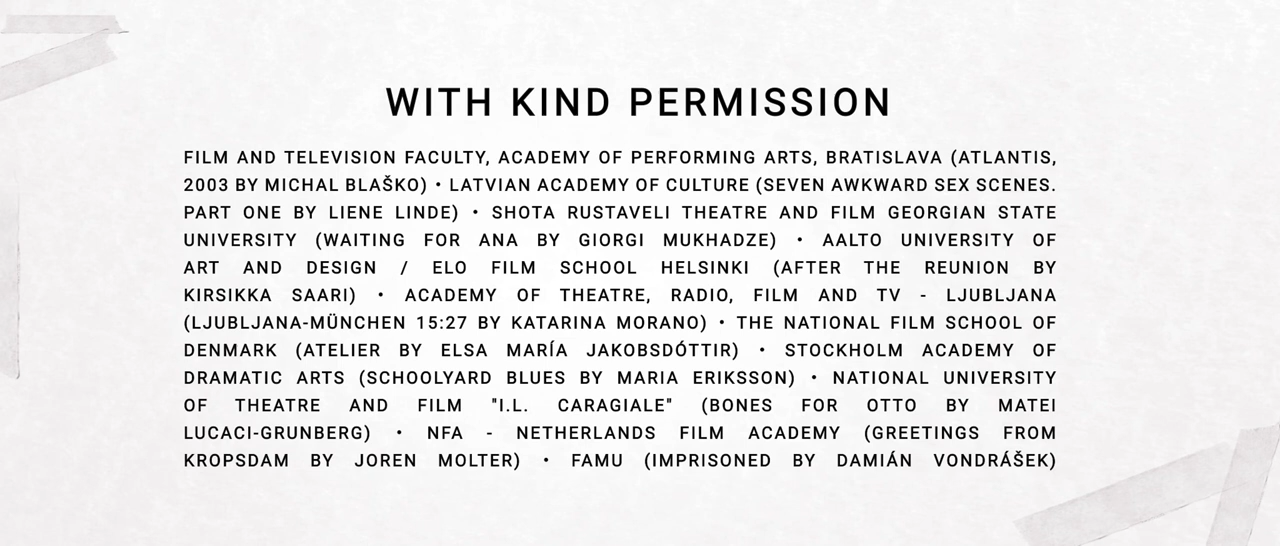 WITH KIND PERMISSION
FILM AND TELEVISION FACULTY, ACADEMY OF PERFORMING ARTS, BRATISLAVA (ATLANTIS,
2003 BY MICHAL BLAŠKO) • LATVIAN ACADEMY OF CULTURE (SEVEN AWKWARD SEX SCENES.
PART ONE BY LIENE LINDE) • SHOTA RUSTAVELI THEATRE AND FILM GEORGIAN STATE
UNIVERSITY (WAITING FOR ANA BY GIORGI MUKHADZE) • AALTO UNIVERSITY OF
ART AND DESIGN / ELO FILM SCHOOL HELSINKI (AFTER THE REUNION BY
KIRSIKKA SAARI) • ACADEMY OF THEATRE, RADIO, FILM AND TV - LJUBLJANA
(LJUBLJANA-MÜNCHEN 15:27 BY KATARINA MORANO) • THE NATIONAL FILM SCHOOL OF
DENMARK (ATELIER BY ELSA MARÍA JAKOBSDÓTTIR) • STOCKHOLM ACADEMY OF
DRAMATIC ARTS (SCHOOLYARD BLUES BY MARIA ERIKSSON) • NATIONAL UNIVERSITY
OF THEATRE AND FILM "I.L. CARAGIALE" (BONES FOR OTTO BY MATEI
LUCACI-GRUNBERG) • NFA - NETHERLANDS FILM ACADEMY (GREETINGS FROM
KROPSDAM BY JOREN MOLTER) • FAMU (IMPRISONED BY DAMIÁN VONDRÁŠEK)